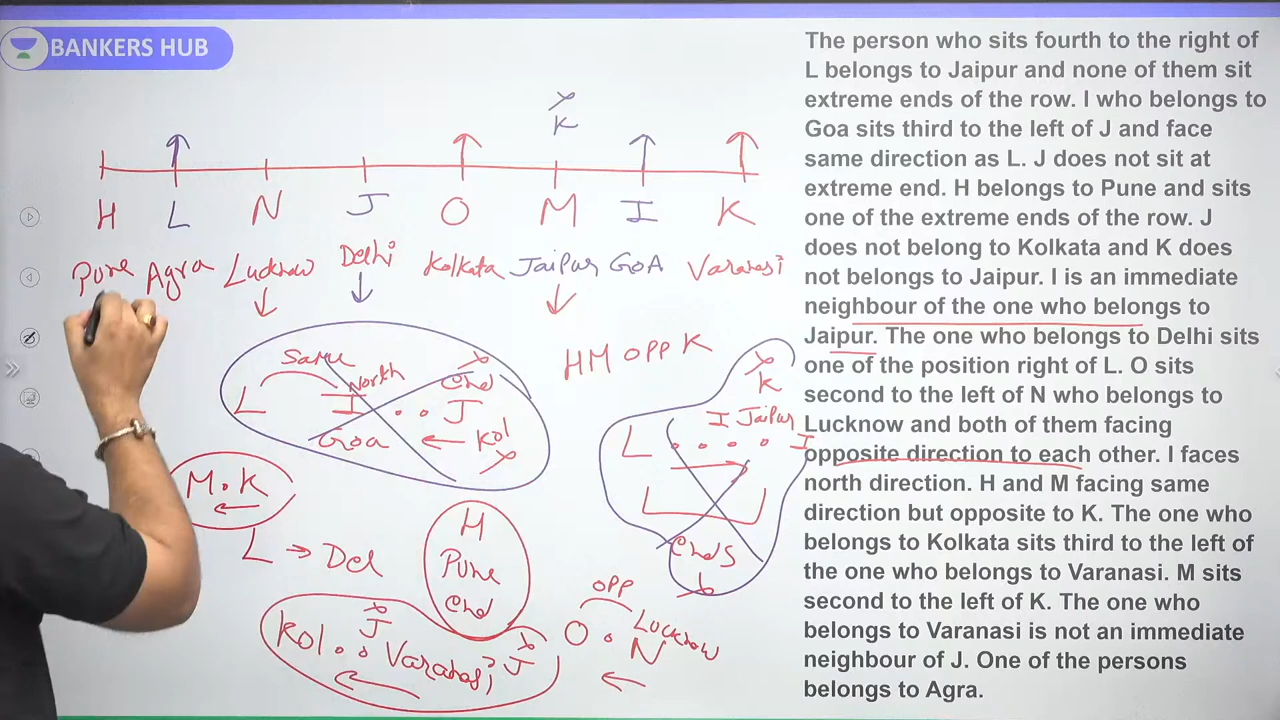 BANKERS HUB
The person who sits fourth to the right of
L belongs to Jaipur and none of them sit
extreme ends of the row. I who belongs to
Goa sits third to the left of J and face
same direction as L. J does not sit at
extreme end. H belongs to Pune and sits
one of the extreme ends of the row. J
does not belong to Kolkata and K does
not belongs to Jaipur. I is an immediate
neighbour of the one who belongs to
Jaipur. The one who belongs to Delhi sits
one of the position right of L. O sits
second to the left of N who belongs to
Lucknow and both of them facing
opposite direction to each other. I faces
north direction. H and M facing same
direction but opposite to K. The one who
belongs to Kolkata sits third to the left of
the one who belongs to Varanasi. M sits
second to the left of K. The one who
belongs to Varanasi is not an immediate
neighbour of J. One of the persons
belongs to Agra.
K
H L N J O M I K
Pune Agra Lucknow Delhi Kolkata Jaipur GOA Varanasi
Same
North
End
L I . . J
Goa ← Kol
HM OPP K
K
I Jaipur
L . . . . I
Ends
M . K
L → Del
H
Pune
End
J
Kol . . Varanasi J
OPP
Lucknow
O . N